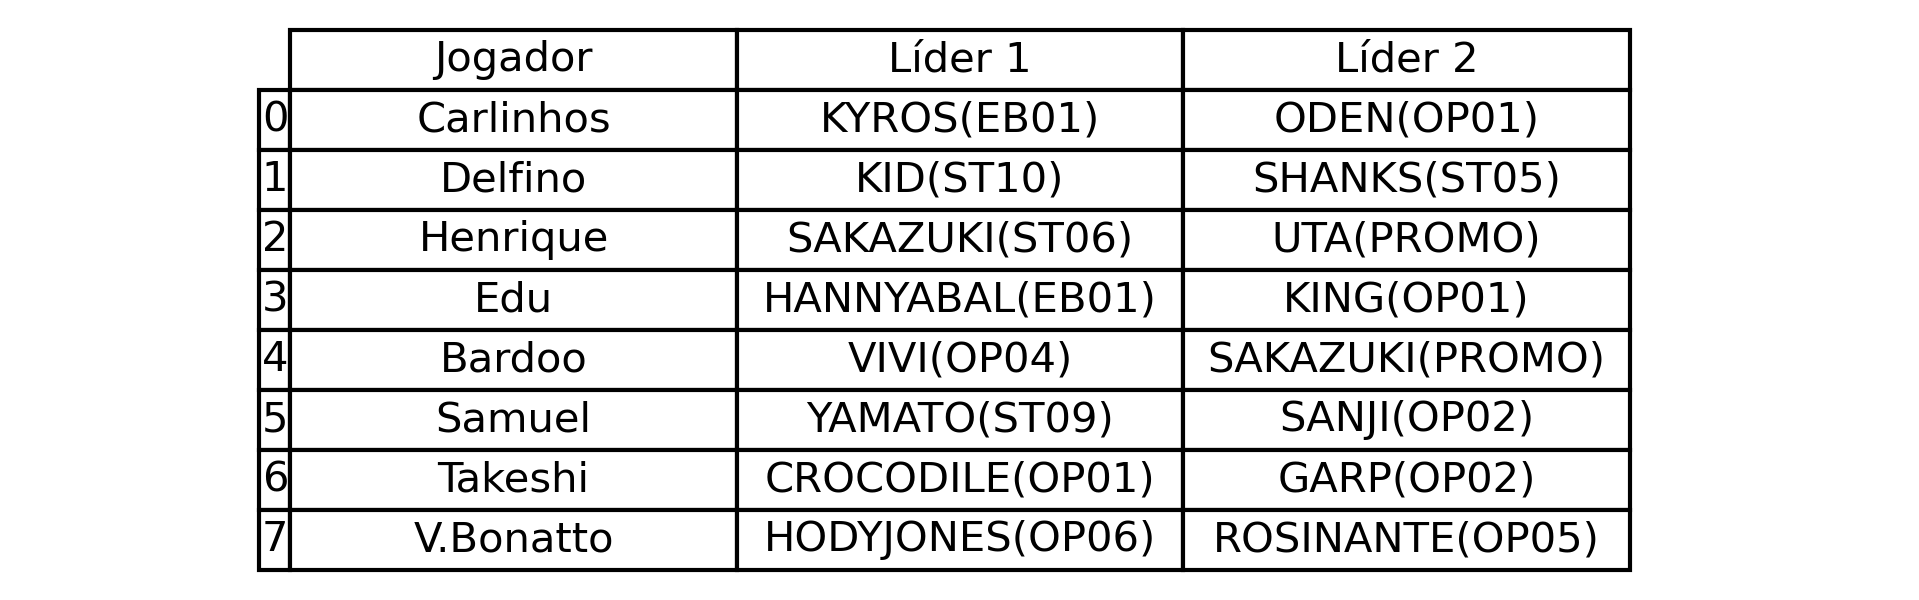 Jogador Líder 1 Líder 2
0 Carlinhos KYROS(EB01) ODEN(OP01)
1 Delfino KID(ST10) SHANKS(ST05)
2 Henrique SAKAZUKI(ST06) UTA(PROMO)
3 Edu HANNYABAL(EB01) KING(OP01)
4 Bardoo VIVI(OP04) SAKAZUKI(PROMO)
5 Samuel YAMATO(ST09) SANJI(OP02)
6 Takeshi CROCODILE(OP01) GARP(OP02)
7 V.Bonatto HODYJONES(OP06) ROSINANTE(OP05)